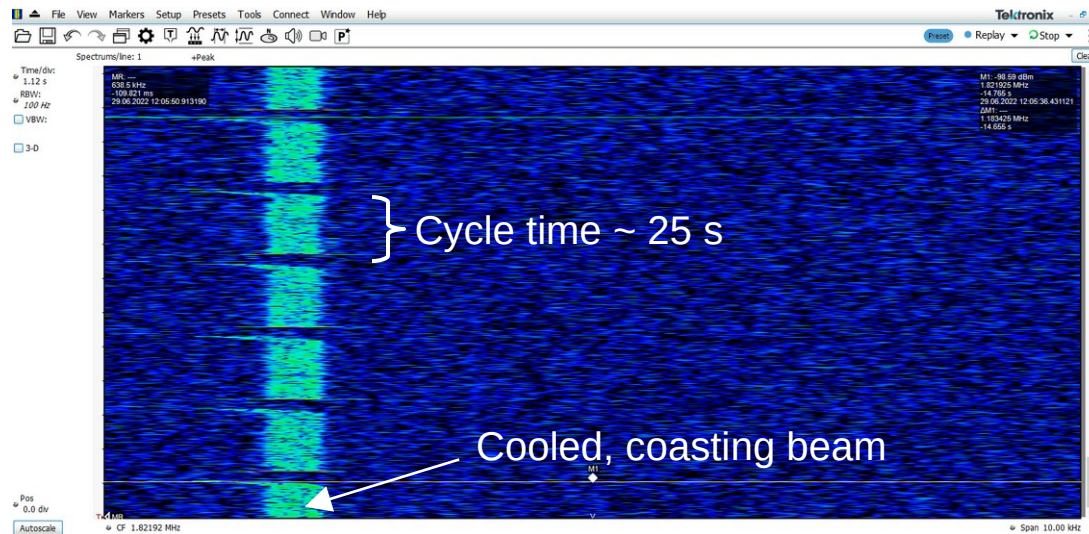 File View Markers Setup Presets Tools Connect Window Help
Tektronix
Preset Replay Stop
Spectrums/line: 1 +Peak
Clea
Time/div:
1.12 s
RBW:
100 Hz
VBW:
3-D
MR: ---
638.5 kHz
-109.821 ms
29.06.2022 12:05:50.913190
M1: -98.59 dBm
1.821925 MHz
-14.765 s
29.06.2022 12:05:36.431121
ΔM1: ---
1.183425 MHz
-14.655 s
Cycle time ~ 25 s
Cooled, coasting beam
M1
MR
Pos
0.0 div
Autoscale
CF 1.82192 MHz
Span 10.00 kHz